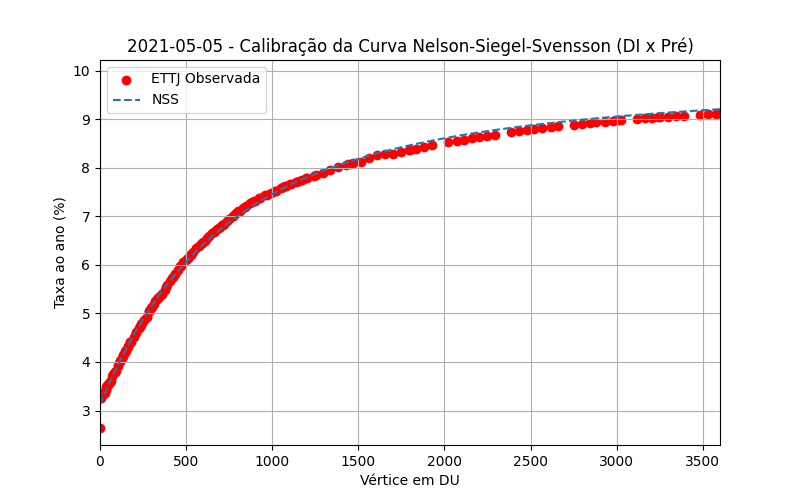 2021-05-05 - Calibração da Curva Nelson-Siegel-Svensson (DI x Pré)
ETTJ Observada
NSS
Taxa ao ano (%)
10
9
8
7
6
5
4
3
0 500 1000 1500 2000 2500 3000 3500
Vértice em DU